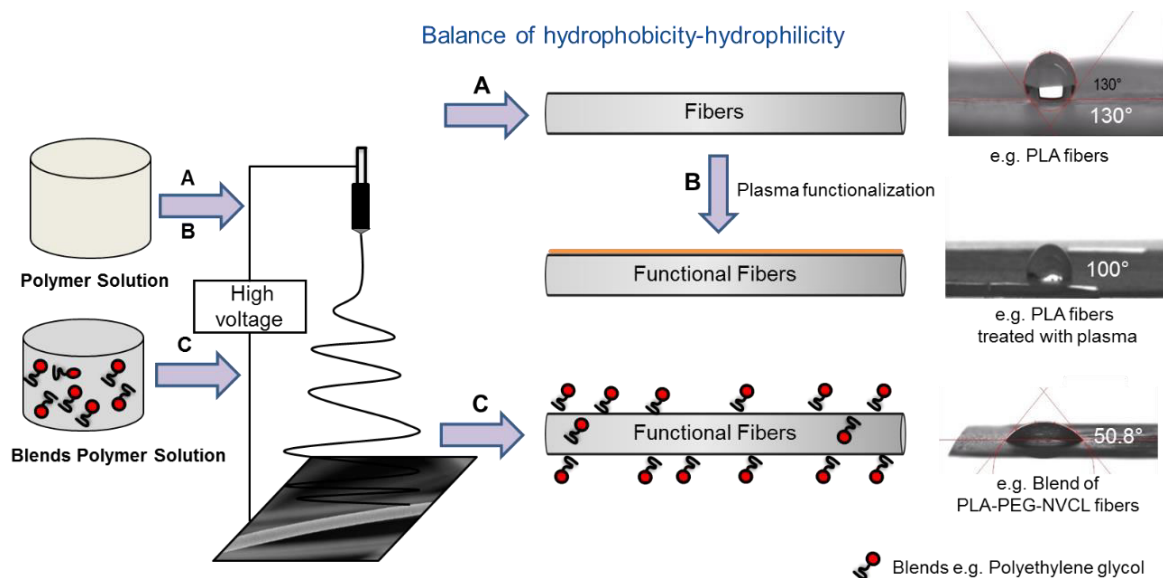 Balance of hydrophobicity-hydrophilicity
A
Fibers
130°
130°
e.g. PLA fibers
A
B
Polymer Solution
B
Plasma functionalization
High
voltage
Functional Fibers
100°
e.g. PLA fibers
treated with plasma
C
Blends Polymer Solution
C
Functional Fibers
50.8°
e.g. Blend of
PLA-PEG-NVCL fibers
Blends e.g. Polyethylene glycol